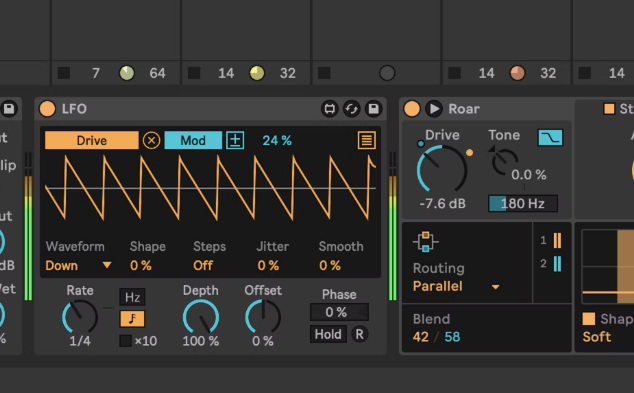 7 64 14 32 14 32 14
LFO
Drive Mod 24 %
Waveform Shape Steps Jitter Smooth
Down 0 % Off 0 % 0 %
Rate Hz Depth Offset Phase
0 %
Hold R
1/4 ×10 100 % 0 %
Roar
Drive Tone
0.0 %
-7.6 dB 180 Hz
1
2
Routing
Parallel
Blend
42 / 58
St
Shap
Soft
t
lip
ut
dB
Vet
%